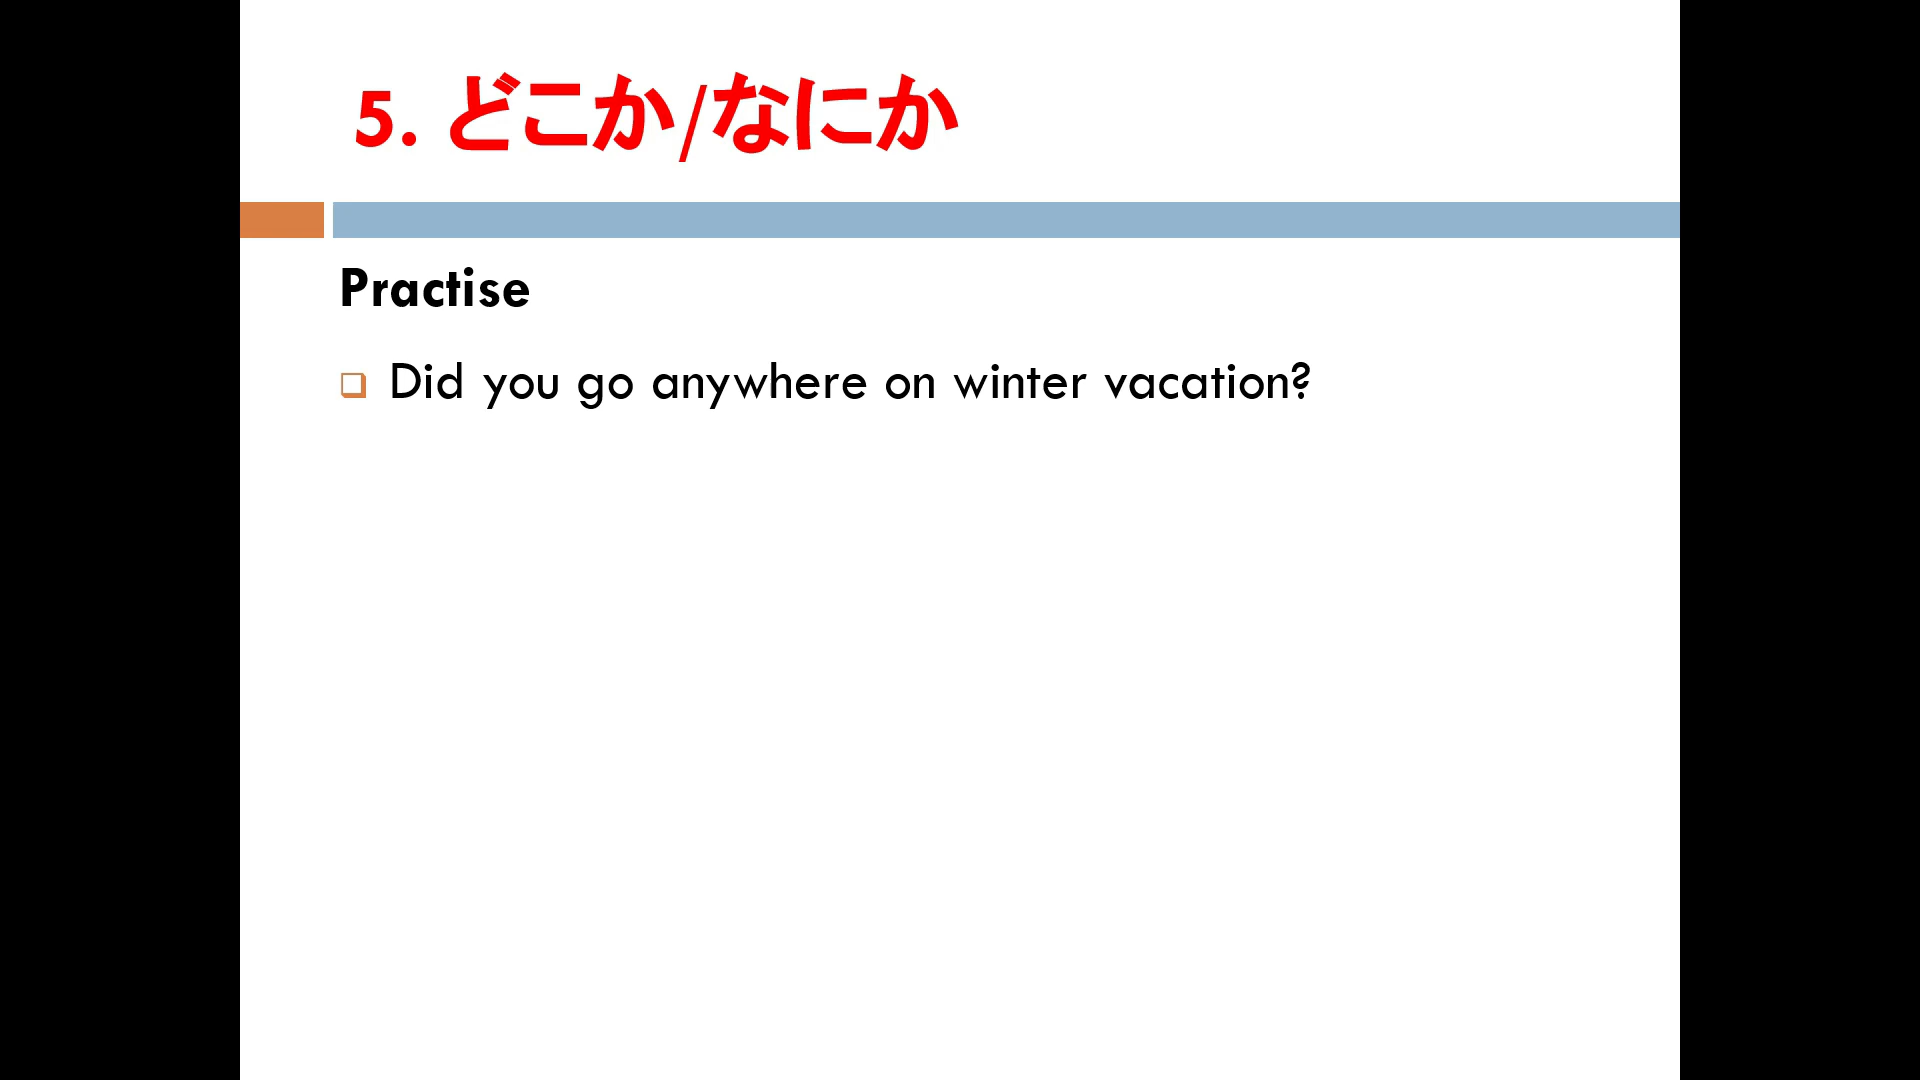 5. どこか/なにか
Practise
Did you go anywhere on winter vacation?